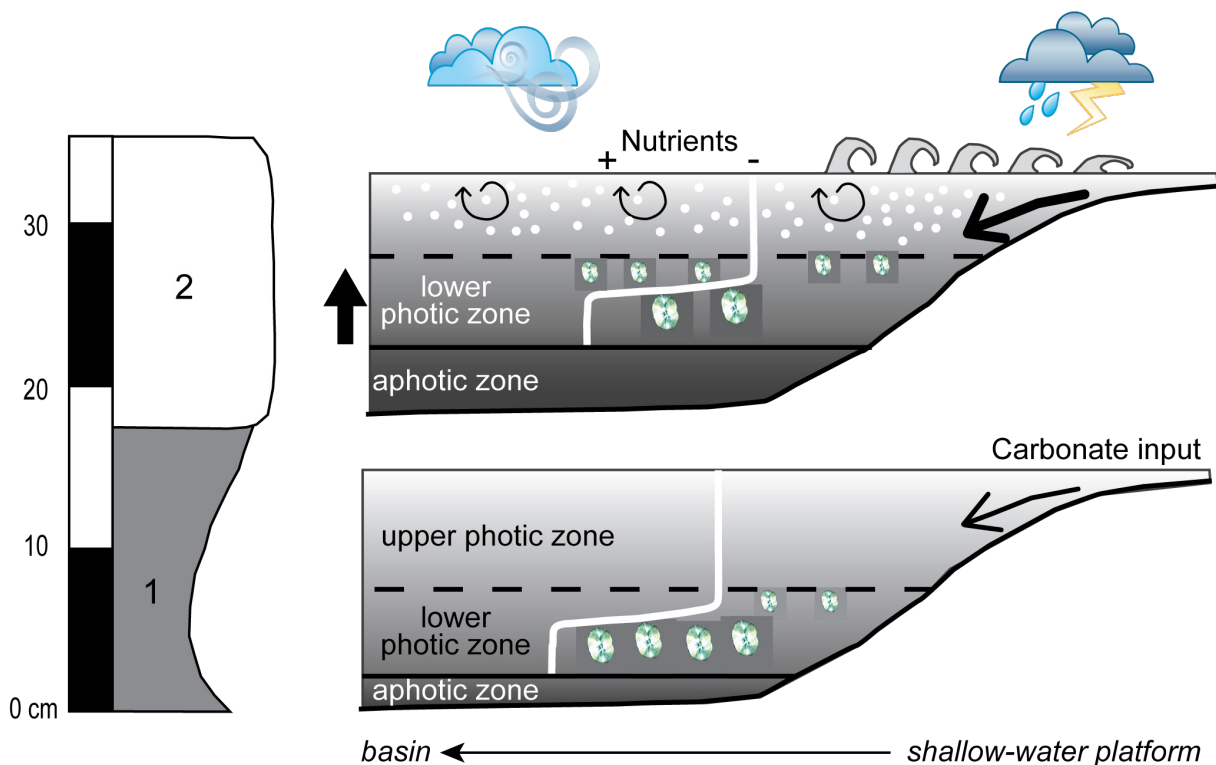 Nutrients
+ -
30
20
10
0 cm
2
1
lower
photic zone
aphotic zone
Carbonate input
upper photic zone
lower
photic zone
aphotic zone
basin
shallow-water platform